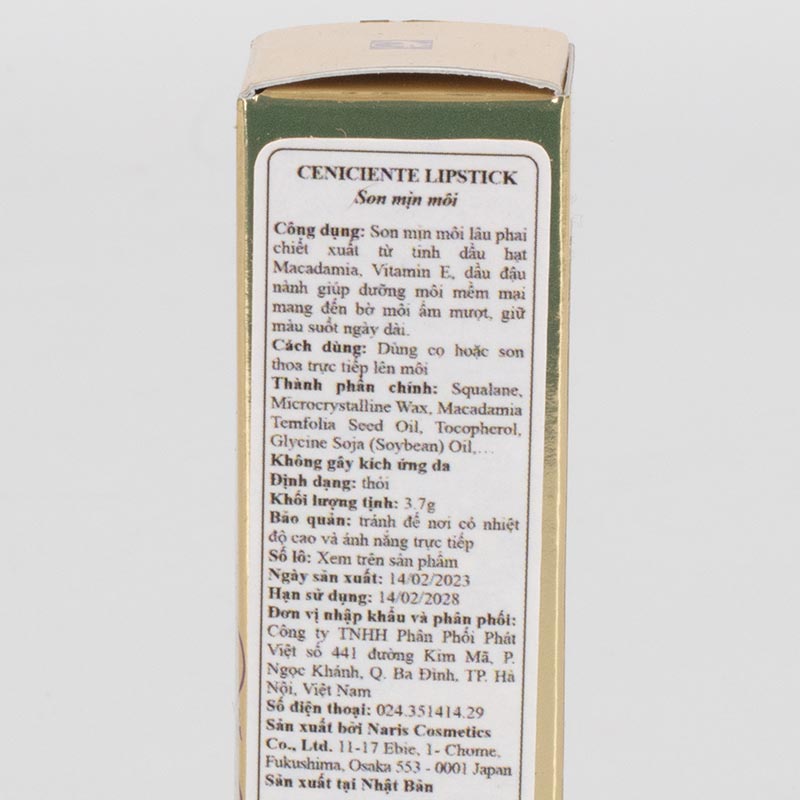 CENICIENTE LIPSTICK
Son mịn môi
Công dụng: Son mịn môi lâu phai
chiết xuất từ tinh dầu hạt
Macadamia, Vitamin E, dầu đậu
nành giúp dưỡng môi mềm mại
mang đến bờ môi ẩm mượt, giữ
màu suốt ngày dài.
Cách dùng: Dùng cọ hoặc son
thoa trực tiếp lên môi
Thành phần chính: Squalane,
Microcrystalline Wax, Macadamia
Temfolia Seed Oil, Tocopherol,
Glycine Soja (Soybean) Oil,...
Không gây kích ứng da
Định dạng: thỏi
Khối lượng tịnh: 3.7g
Bảo quản: tránh để nơi có nhiệt
độ cao và ánh nắng trực tiếp
Số lô: Xem trên sản phẩm
Ngày sản xuất: 14/02/2023
Hạn sử dụng: 14/02/2028
Đơn vị nhập khẩu và phân phối:
Công ty TNHH Phân Phối Phát
Việt số 441 đường Kim Mã, P.
Ngọc Khánh, Q. Ba Đình, TP. Hà
Nội, Việt Nam
Số điện thoại: 024.351414.29
Sản xuất bởi Naris Cosmetics
Co., Ltd. 11-17 Ebie, 1- Chome,
Fukushima, Osaka 553 - 0001 Japan
Sản xuất tại Nhật Bản